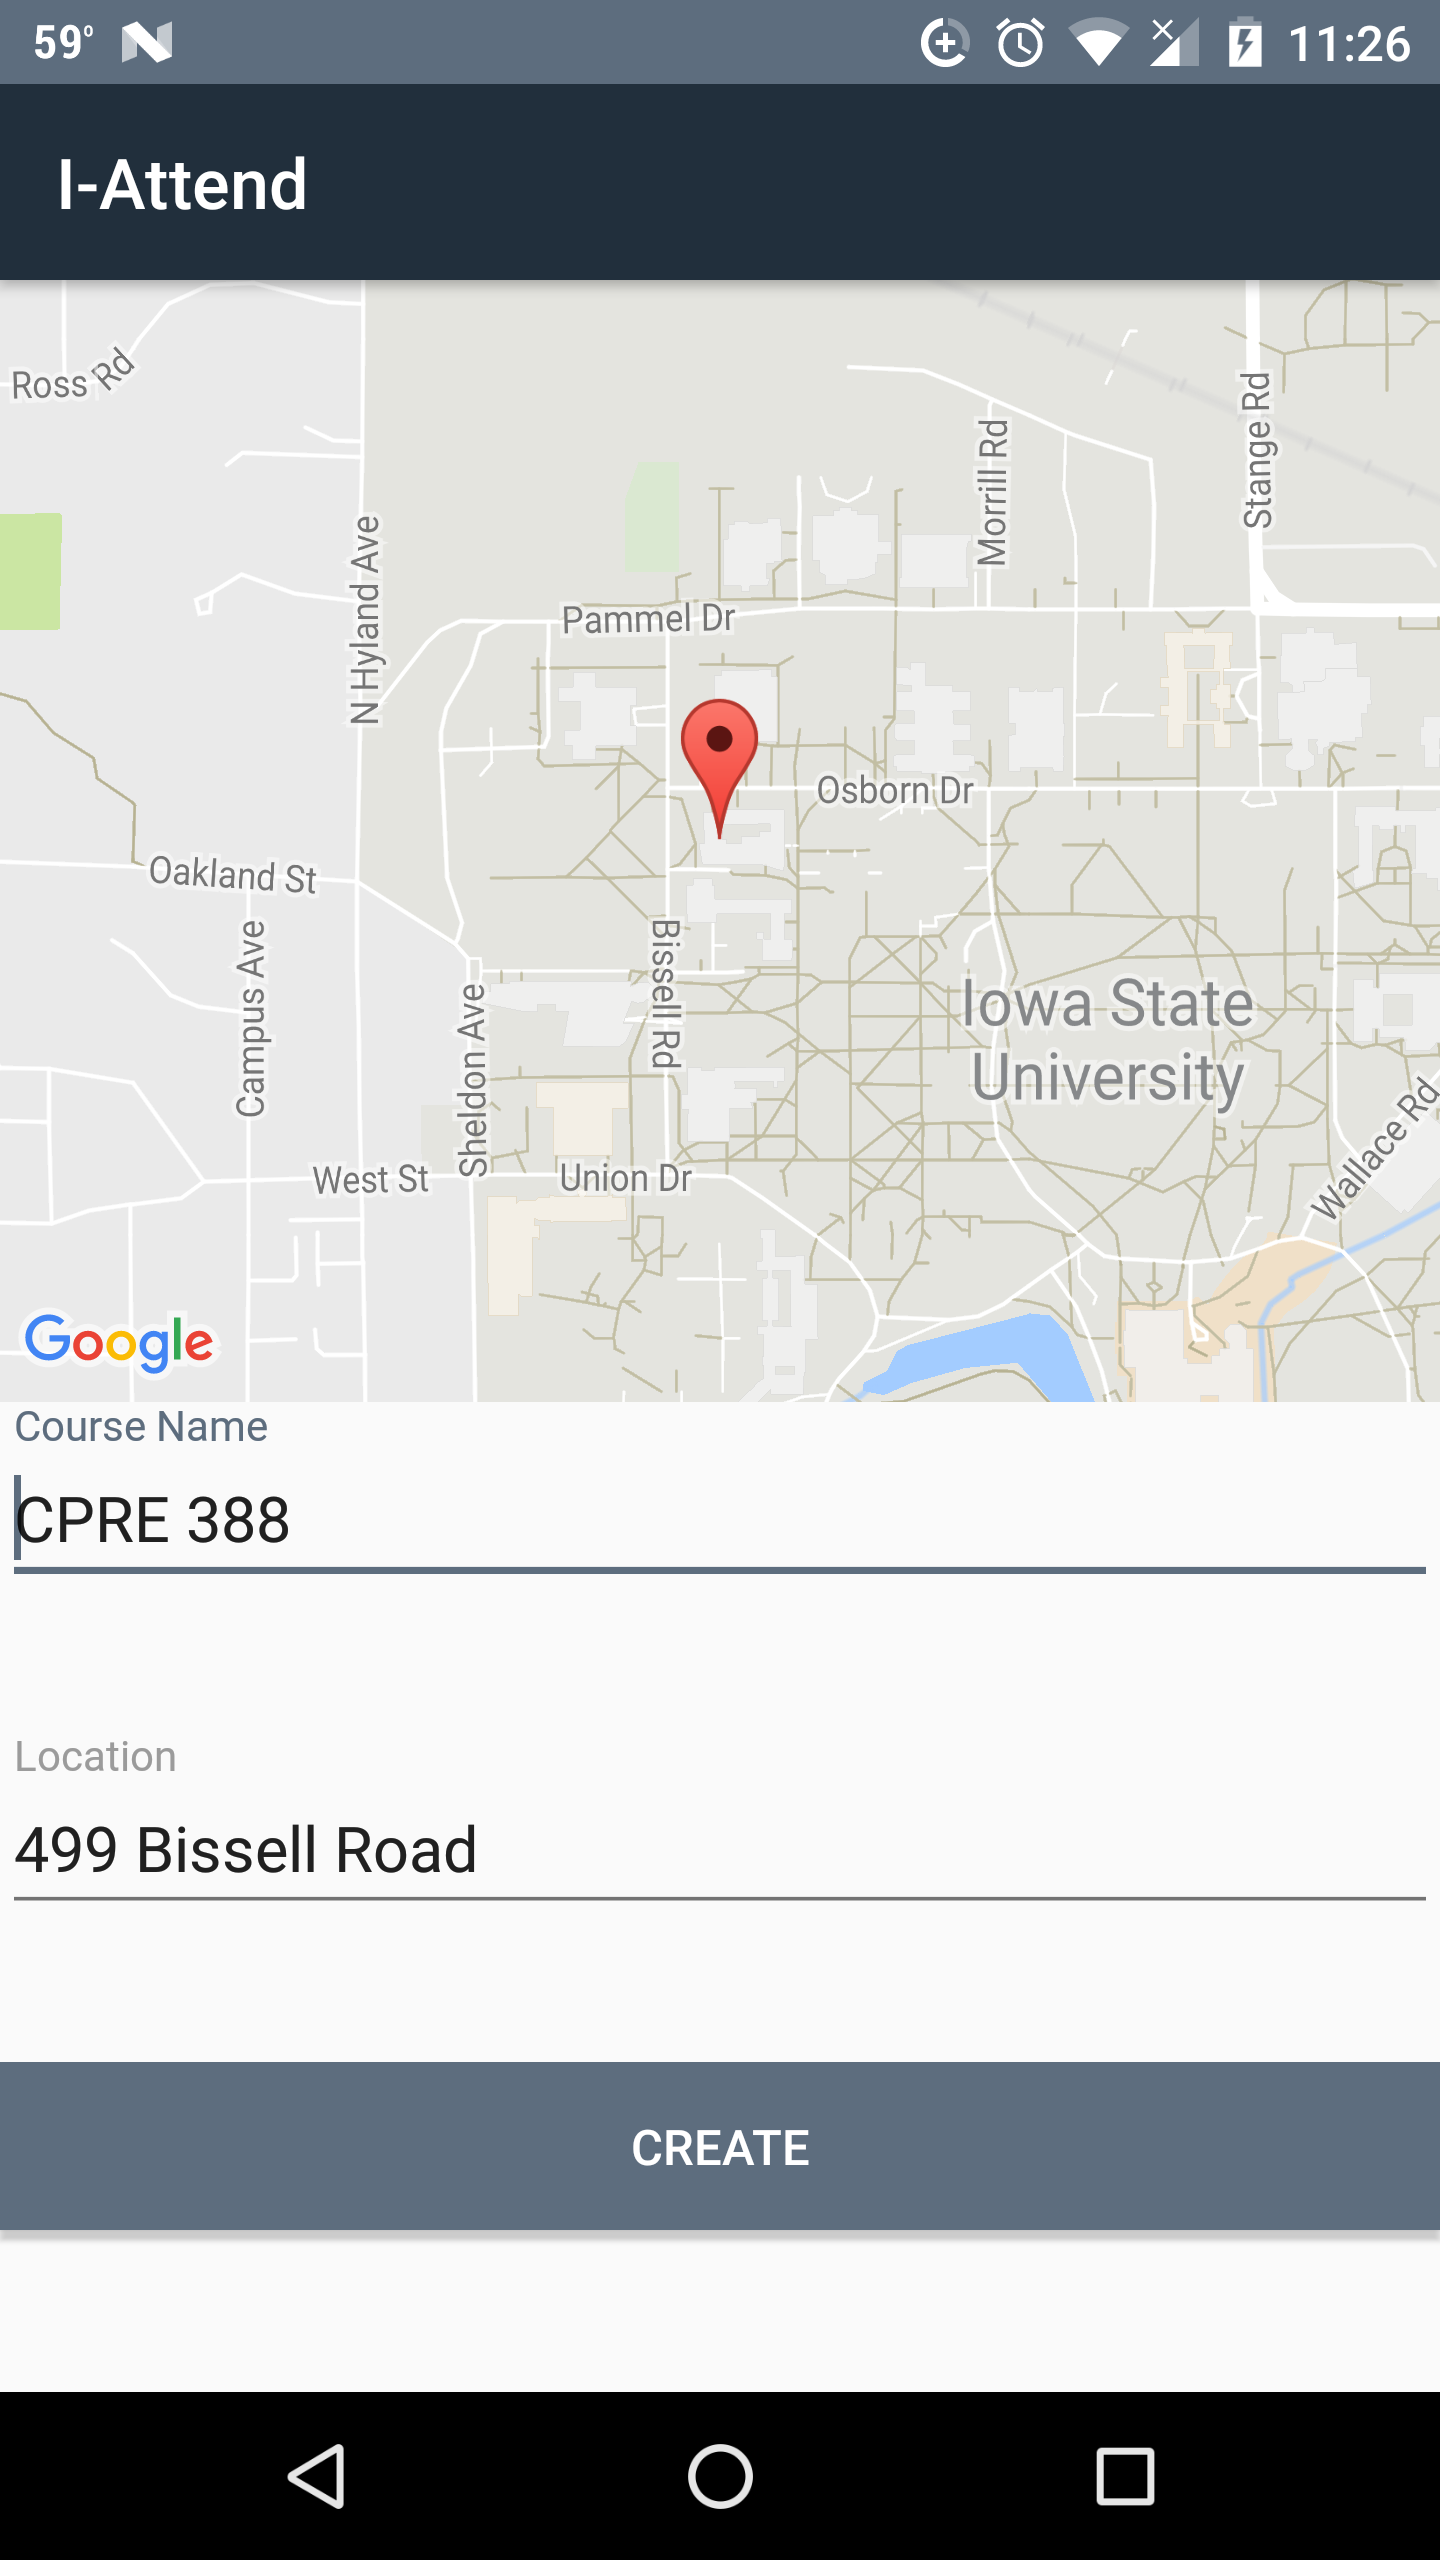 59° 11:26
I-Attend
Ross Rd
Stange Rd
Morrill Rd
N Hyland Ave
Pammel Dr
Osborn Dr
Oakland St
Campus Ave
Bissell Rd
Sheldon Ave
Iowa State
University
Wallace Rd
West St
Union Dr
Google
Course Name
CPRE 388
Location
499 Bissell Road
CREATE